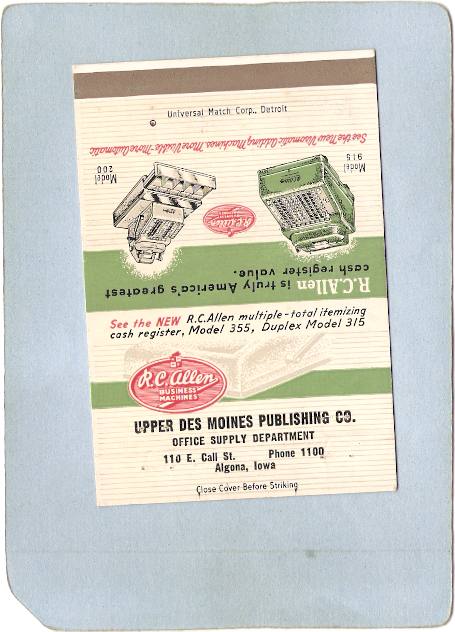 Universal Match Corp., Detroit
See the New Visomatic Adding Machines. More Visible - More Automatic
Model
200
Model
915
R.C.Allen
R.C.Allen is truly America's greatest
cash register value.
See the NEW R.C.Allen multiple-total itemizing
cash register, Model 355, Duplex Model 315
R.C. Allen
BUSINESS
MACHINES
UPPER DES MOINES PUBLISHING CO.
OFFICE SUPPLY DEPARTMENT
110 E. Call St. Phone 1100
Algona, Iowa
Close Cover Before Striking